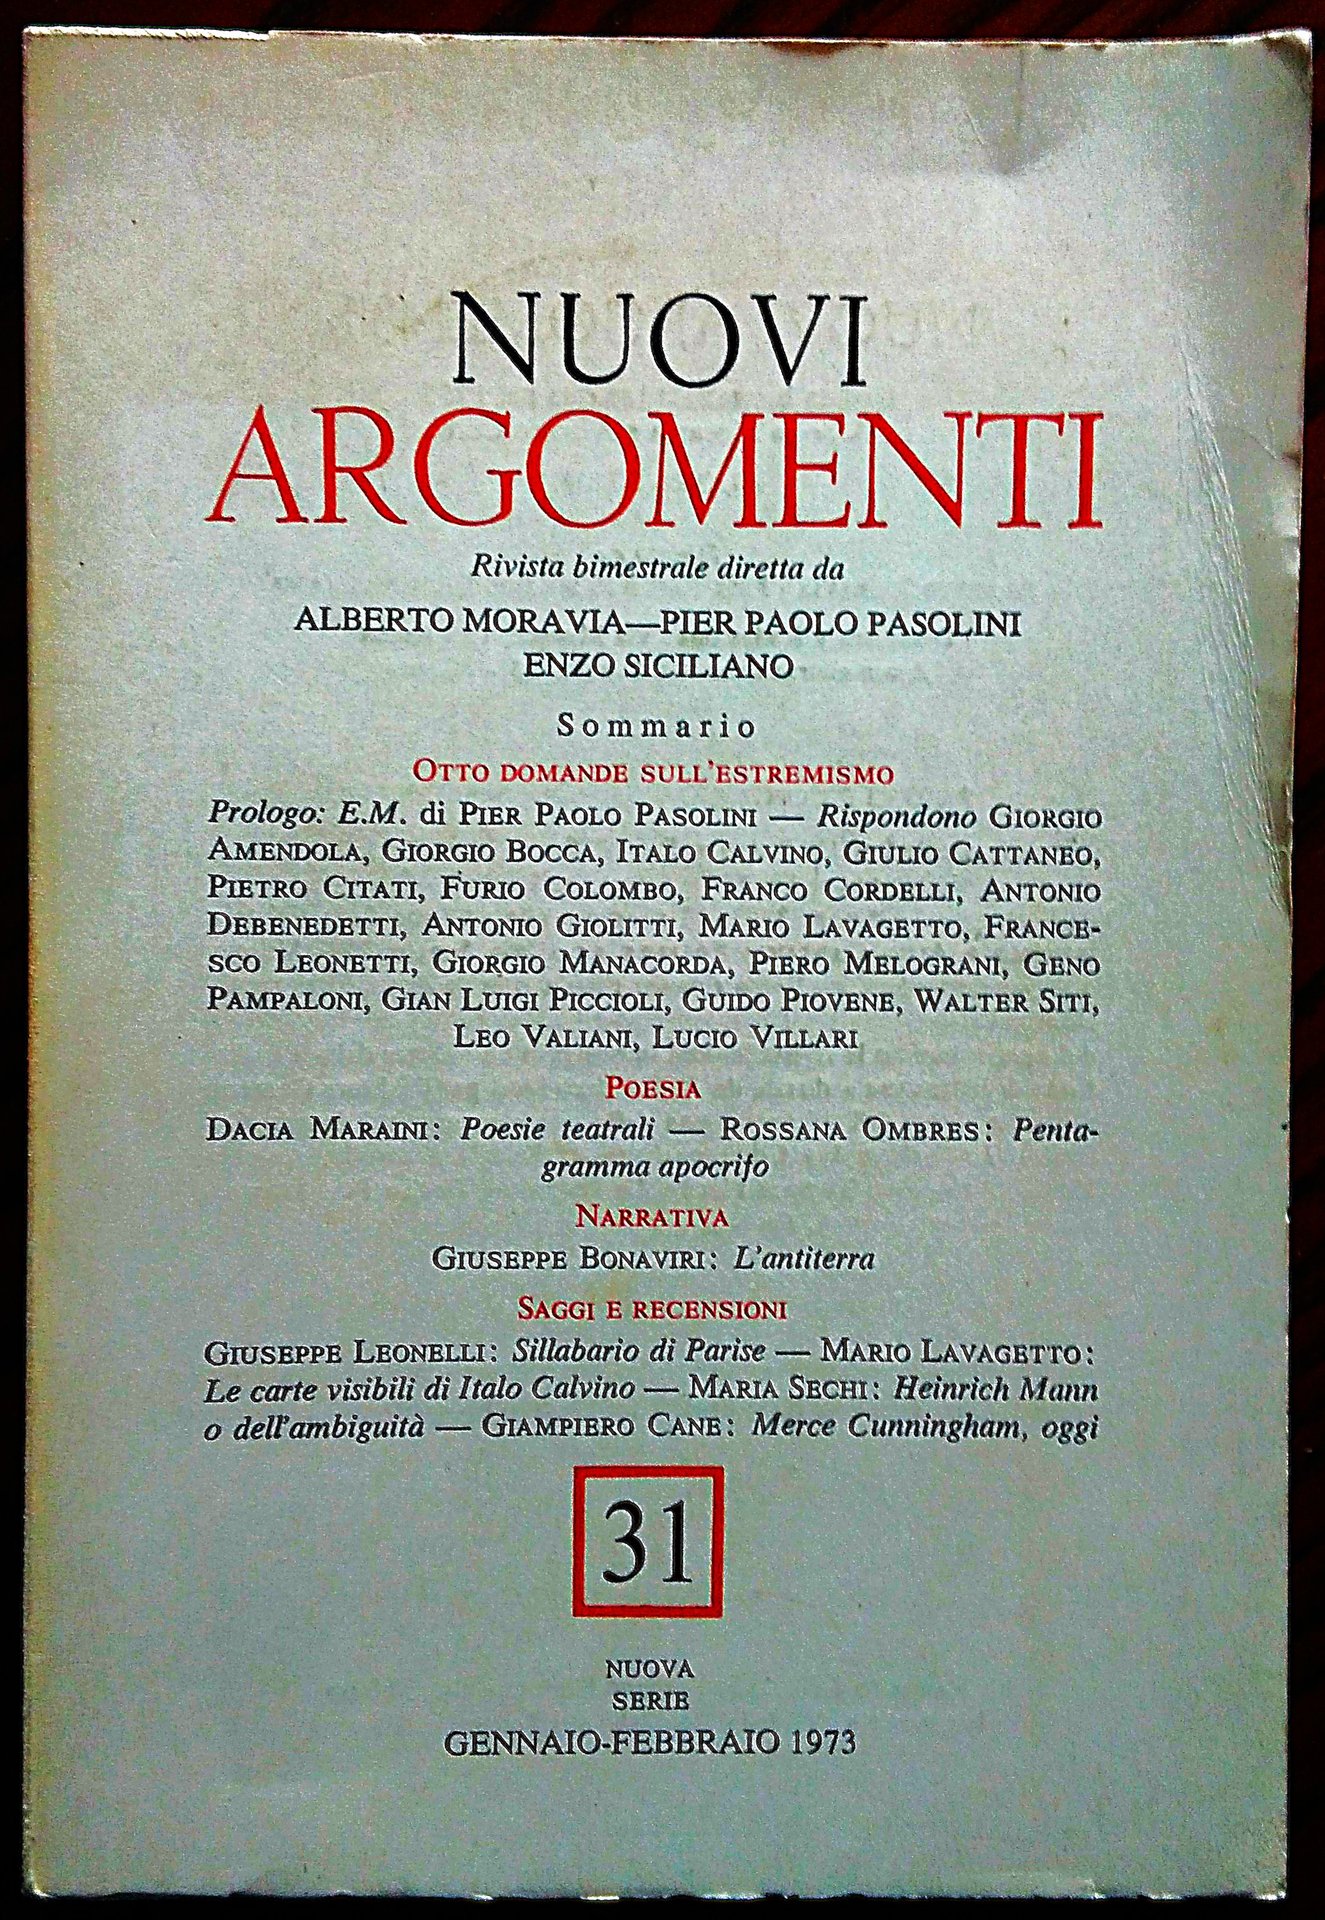 NUOVI
ARGOMENTI
Rivista bimestrale diretta da
ALBERTO MORAVIA—PIER PAOLO PASOLINI
ENZO SICILIANO
Sommario
OTTO DOMANDE SULL'ESTREMISMO
Prologo: E.M. di PIER PAOLO PASOLINI — Rispondono GIORGIO
AMENDOLA, GIORGIO BOCCA, ITALO CALVINO, GIULIO CATTANEO,
PIETRO CITATI, FURIO COLOMBO, FRANCO CORDELLI, ANTONIO
DEBENEDETTI, ANTONIO GIOLITTI, MARIO LAVAGETTO, FRANCE-
SCO LEONETTI, GIORGIO MANACORDA, PIERO MELOGRANI, GENO
PAMPALONI, GIAN LUIGI PICCIOLI, GUIDO PIOVENE, WALTER SITI,
LEO VALIANI, LUCIO VILLARI
POESIA
DACIA MARAINI: Poesie teatrali — ROSSANA OMBRES: Penta-
gramma apocrifo
NARRATIVA
GIUSEPPE BONAVIRI: L'antiterra
SAGGI E RECENSIONI
GIUSEPPE LEONELLI: Sillabario di Parise — MARIO LAVAGETTO:
Le carte visibili di Italo Calvino — MARIA SECHI: Heinrich Mann
o dell'ambiguità — GIAMPIERO CANE: Merce Cunningham, oggi
31
NUOVA
SERIE
GENNAIO-FEBBRAIO 1973